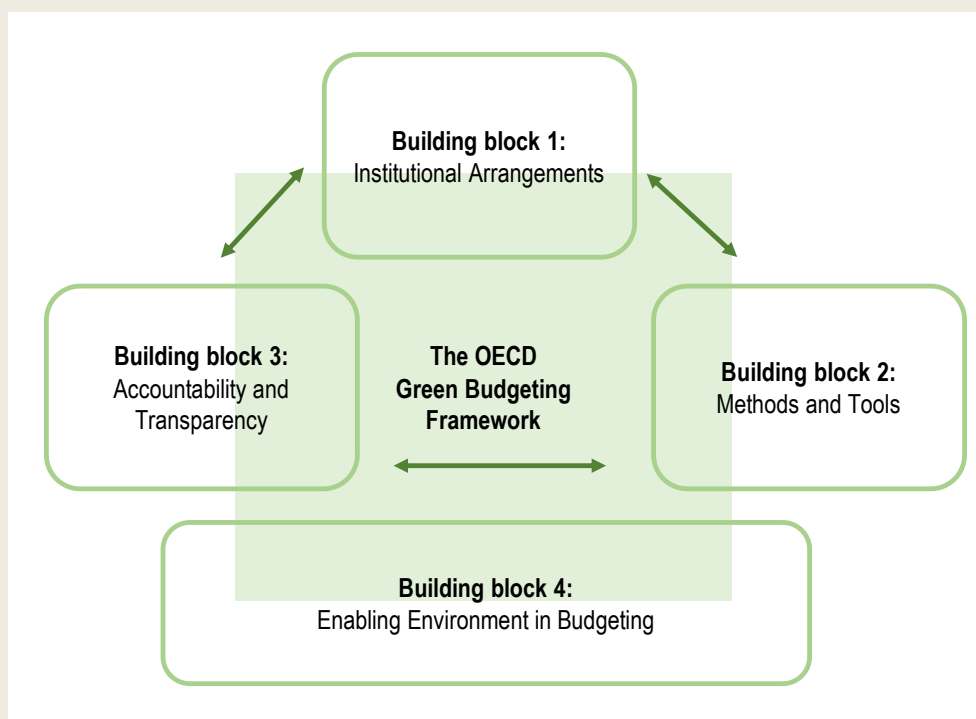 Building block 1:
Institutional Arrangements
Building block 3:
Accountability and
Transparency
The OECD
Green Budgeting
Framework
Building block 2:
Methods and Tools
Building block 4:
Enabling Environment in Budgeting